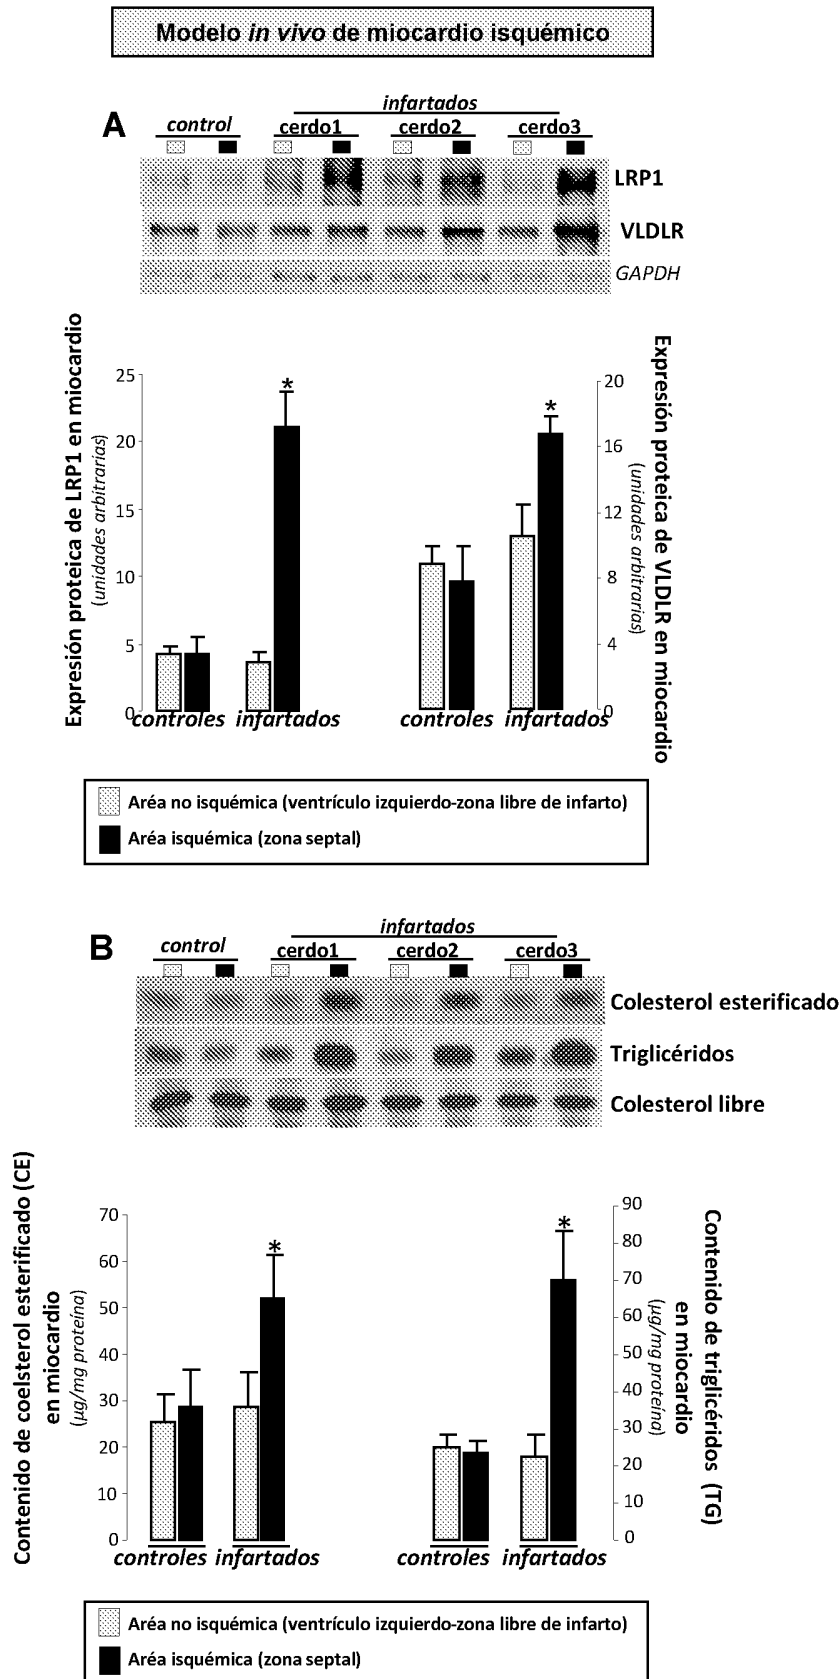 Modelo in vivo de miocardio isquémico
A
infartados
control cerdo1 cerdo2 cerdo3
LRP1
VLDLR
GAPDH
Expresión proteica de LRP1 en miocardio
(unidades arbitrarias)
25
20
15
10
5
0
*
controles infartados
*
controles infartados
20
16
12
8
4
0
Expresión proteica de VLDLR en miocardio
(unidades arbitrarias)
Aréa no isquémica (ventrículo izquierdo-zona libre de infarto)
Aréa isquémica (zona septal)
B
infartados
control cerdo1 cerdo2 cerdo3
Colesterol esterificado
Triglicéridos
Colesterol libre
Contenido de coelsterol esterificado (CE)
en miocardio
(µg/mg proteína)
70
60
50
40
30
20
10
0
*
controles infartados
*
controles infartados
90
80
70
60
50
40
30
20
10
0
Contenido de triglicéridos (TG)
en miocardio
(µg/mg proteína)
Aréa no isquémica (ventrículo izquierdo-zona libre de infarto)
Aréa isquémica (zona septal)